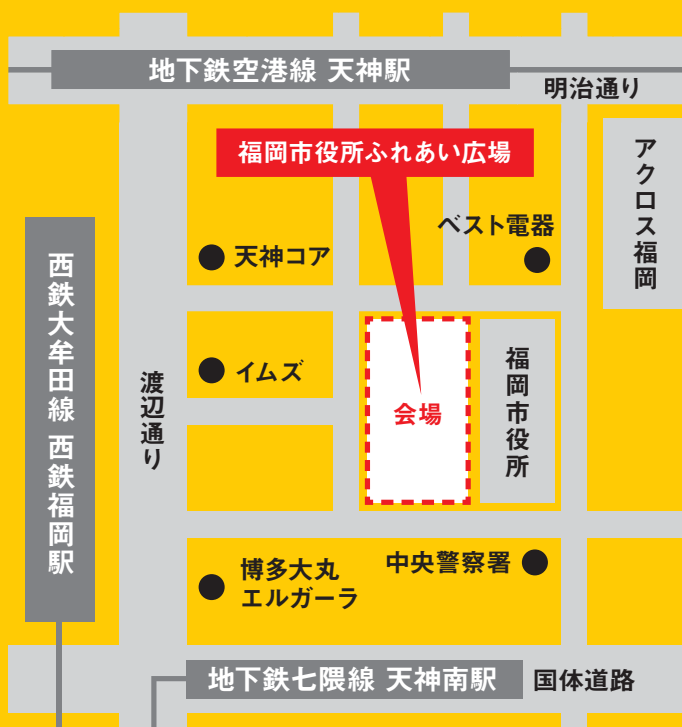 地下鉄空港線 天神駅
明治通り
福岡市役所ふれあい広場
アクロス福岡
ベスト電器
天神コア
西鉄大牟田線 西鉄福岡駅
渡辺通り
イムズ
会場
福岡市役所
博多大丸
エルガーラ
中央警察署
地下鉄七隈線 天神南駅
国体道路